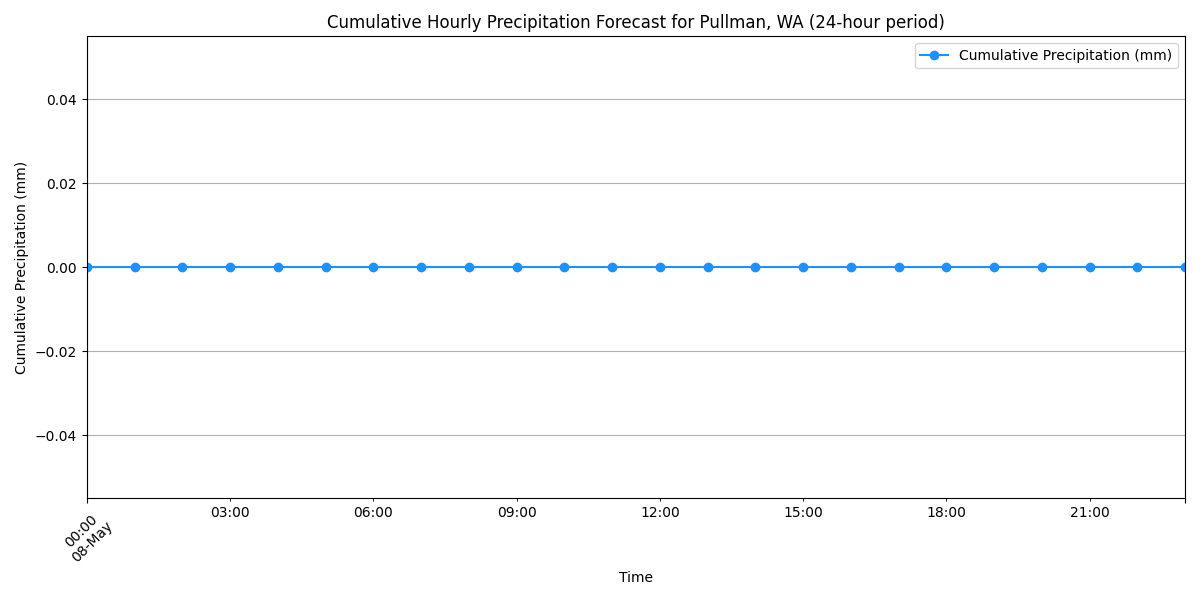 Cumulative Hourly Precipitation Forecast for Pullman, WA (24-hour period)
Cumulative Precipitation (mm)
Cumulative Precipitation (mm)
0.04
0.02
0.00
−0.02
−0.04
00:00
08-May
03:00
06:00
09:00
12:00
15:00
18:00
21:00
Time